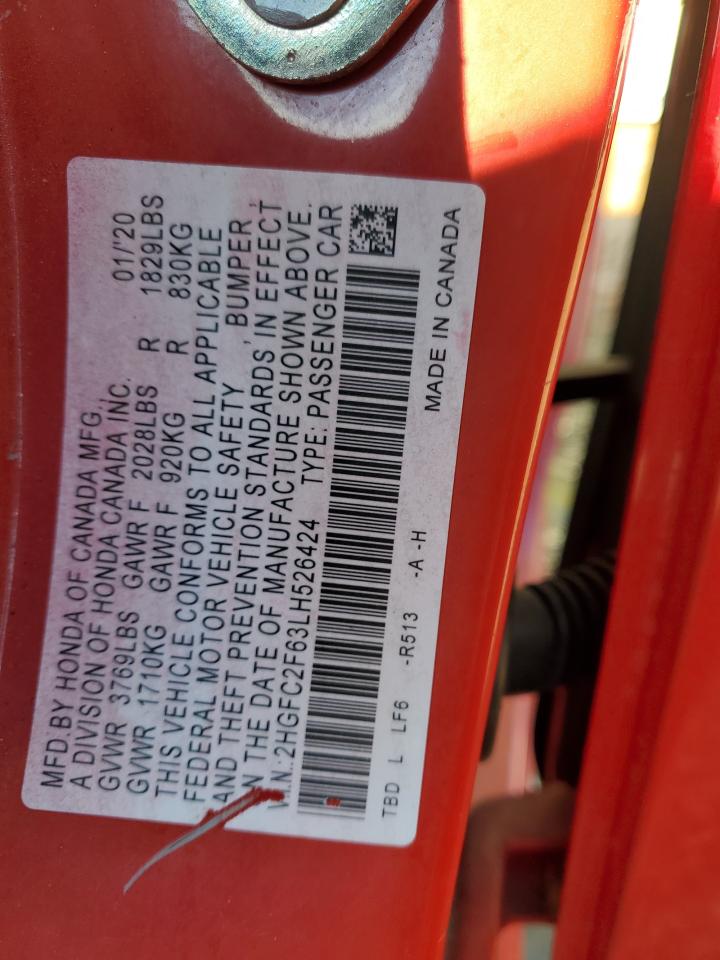 MFD.BY HONDA OF CANADA MFG.
A DIVISION OF HONDA CANADA INC. 01/'20
GVWR 3769LBS GAWR F 2028LBS R 1829LBS
GVWR 1710KG GAWR F 920KG R 830KG
THIS VEHICLE CONFORMS TO ALL APPLICABLE
FEDERAL MOTOR VEHICLE SAFETY , BUMPER ,
AND THEFT PREVENTION STANDARDS IN EFFECT
ON THE DATE OF MANUFACTURE SHOWN ABOVE.
V.I.N.:2HGFC2F63LH526424 TYPE: PASSENGER CAR
TBD L LF6 -R513 -A -H
MADE IN CANADA